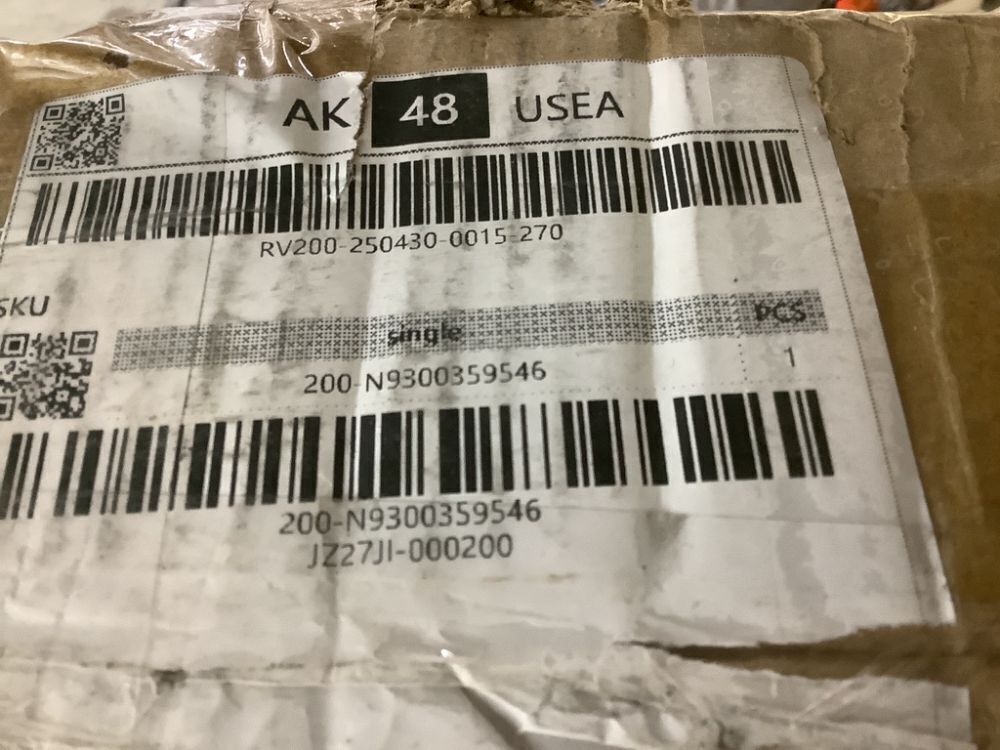 AK 48 USEA
RV200-250430-0015-270
SKU
single PCS
200-N9300359546 1
200-N9300359546
JZ27JI-000200